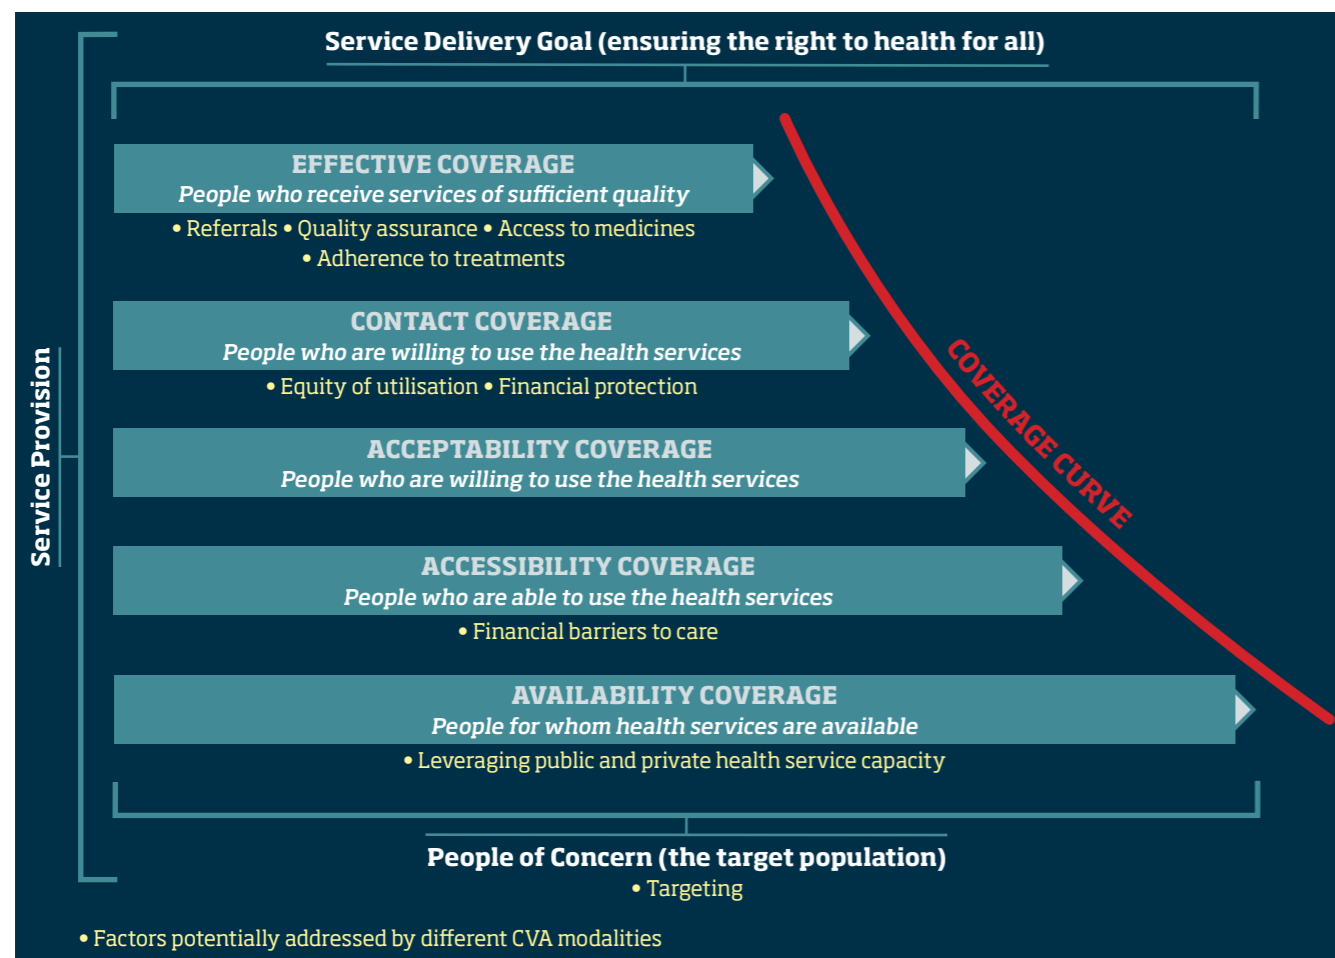 Service Delivery Goal (ensuring the right to health for all)
Service Provision
EFFECTIVE COVERAGE
People who receive services of sufficient quality
• Referrals • Quality assurance • Access to medicines
• Adherence to treatments
CONTACT COVERAGE
People who are willing to use the health services
• Equity of utilisation • Financial protection
COVERAGE CURVE
ACCEPTABILITY COVERAGE
People who are willing to use the health services
ACCESSIBILITY COVERAGE
People who are able to use the health services
• Financial barriers to care
AVAILABILITY COVERAGE
People for whom health services are available
• Leveraging public and private health service capacity
People of Concern (the target population)
• Targeting
• Factors potentially addressed by different CVA modalities